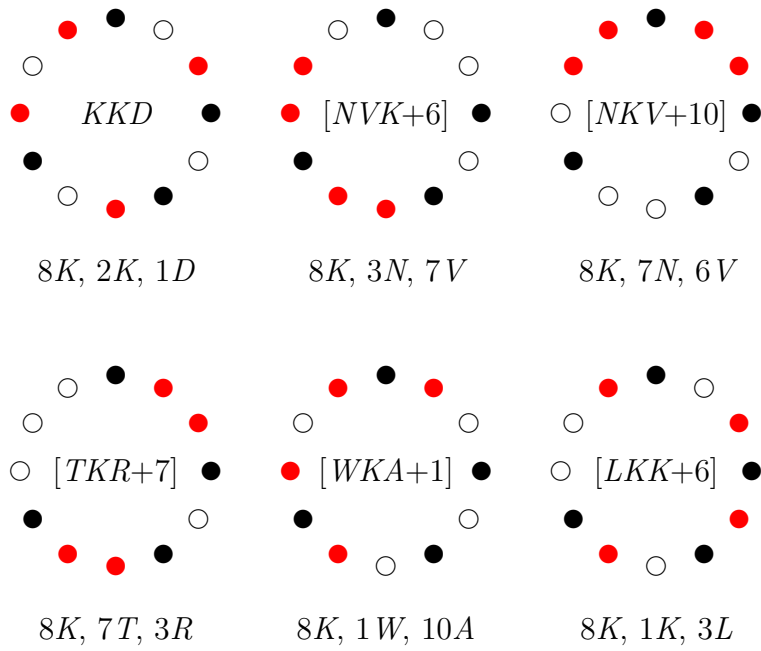 KKD
[NVK+6]
[NKV+10]
8K, 2K, 1D
8K, 3N, 7V
8K, 7N, 6V
[TKR+7]
[WKA+1]
[LKK+6]
8K, 7T, 3R
8K, 1W, 10A
8K, 1K, 3L